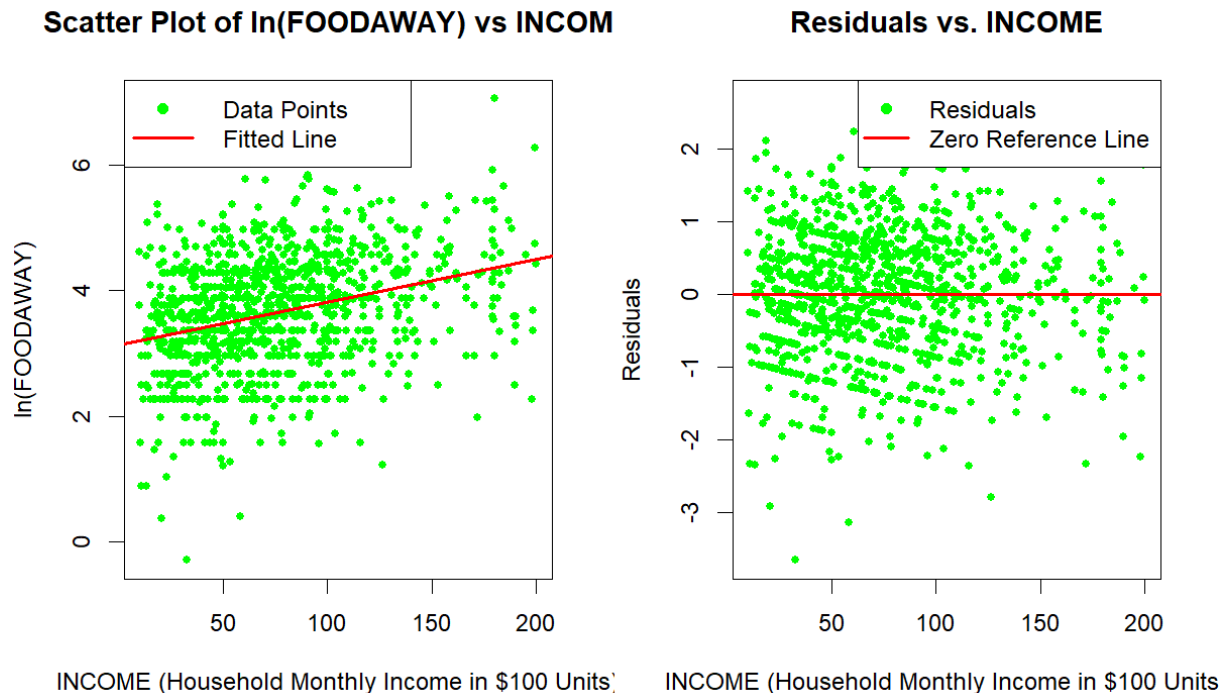 Scatter Plot of ln(FOODAWAY) vs INCOM
Data Points
Fitted Line
ln(FOODAWAY)
6
4
2
0
50
100
150
200
INCOME (Household Monthly Income in $100 Units)
Residuals vs. INCOME
Residuals
Zero Reference Line
Residuals
2
1
0
-1
-2
-3
50
100
150
200
INCOME (Household Monthly Income in $100 Units